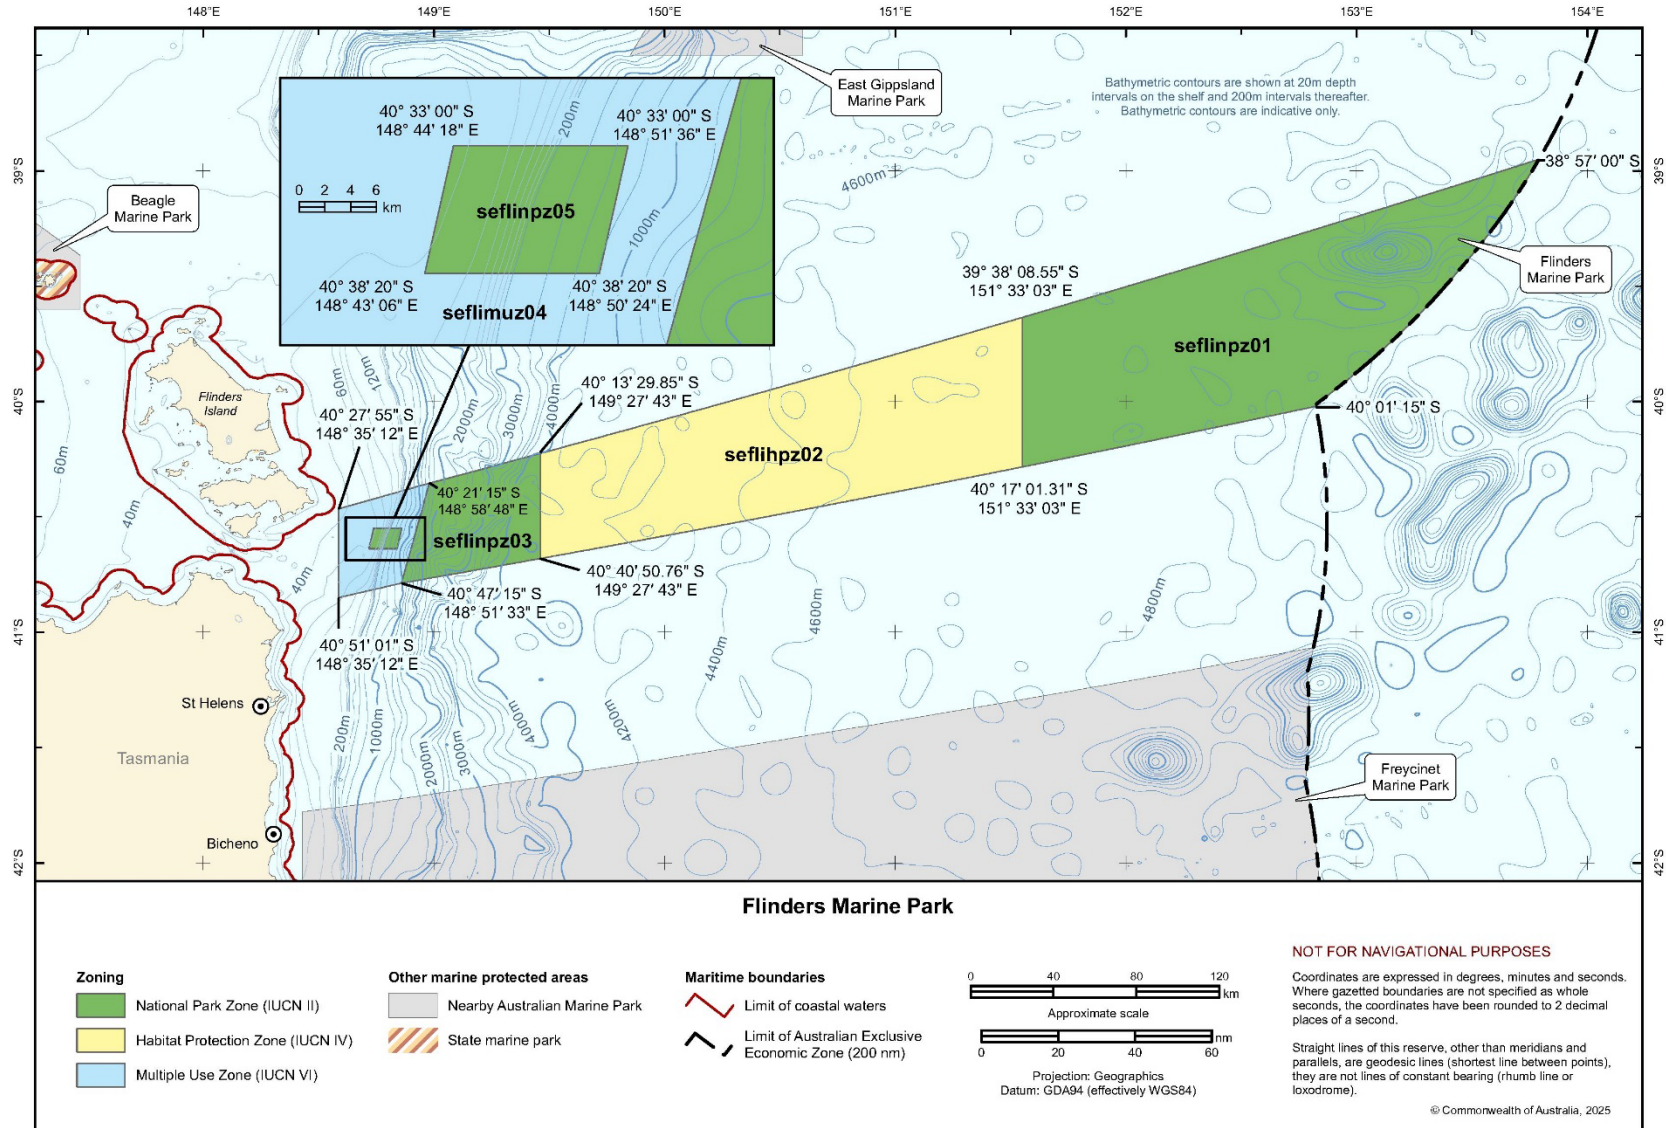 148°E
149°E
150°E
151°E
152°E
153°E
154°E
39°S
40°S
41°S
42°S
39°S
40°S
41°S
42°S
East Gippsland
Marine Park
Bathymetric contours are shown at 20m depth
intervals on the shelf and 200m intervals thereafter.
Bathymetric contours are indicative only.
Beagle
Marine Park
40° 33' 00" S
148° 44' 18" E
200m
40° 33' 00" S
148° 51' 36" E
0 2 4 6
km
seflinpz05
1000m
40° 38' 20" S
148° 43' 06" E
40° 38' 20" S
148° 50' 24" E
seflimuz04
4600m
38° 57' 00" S
Flinders
Marine Park
39° 38' 08.55" S
151° 33' 03" E
seflinpz01
Flinders
Island
60m
120m
2000m
3000m
4000m
40° 13' 29.85" S
149° 27' 43" E
40° 27' 55" S
148° 35' 12" E
40° 01' 15" S
60m
40m
seflihpz02
40° 21' 15" S
148° 58' 48" E
40° 17' 01.31" S
151° 33' 03" E
seflinpz03
40m
40° 40' 50.76" S
149° 27' 43" E
40° 47' 15" S
148° 51' 33" E
4600m
4800m
40° 51' 01" S
148° 35' 12" E
4400m
St Helens
200m
1000m
2000m
3000m
4000m
4200m
Tasmania
Freycinet
Marine Park
Bicheno
Flinders Marine Park
Zoning
National Park Zone (IUCN II)
Habitat Protection Zone (IUCN IV)
Multiple Use Zone (IUCN VI)
Other marine protected areas
Nearby Australian Marine Park
State marine park
Maritime boundaries
Limit of coastal waters
Limit of Australian Exclusive
Economic Zone (200 nm)
0 40 80 120
km
Approximate scale
nm
0 20 40 60
Projection: Geographics
Datum: GDA94 (effectively WGS84)
NOT FOR NAVIGATIONAL PURPOSES
Coordinates are expressed in degrees, minutes and seconds.
Where gazetted boundaries are not specified as whole
seconds, the coordinates have been rounded to 2 decimal
places of a second.
Straight lines of this reserve, other than meridians and
parallels, are geodesic lines (shortest line between points),
they are not lines of constant bearing (rhumb line or
loxodrome).
© Commonwealth of Australia, 2025